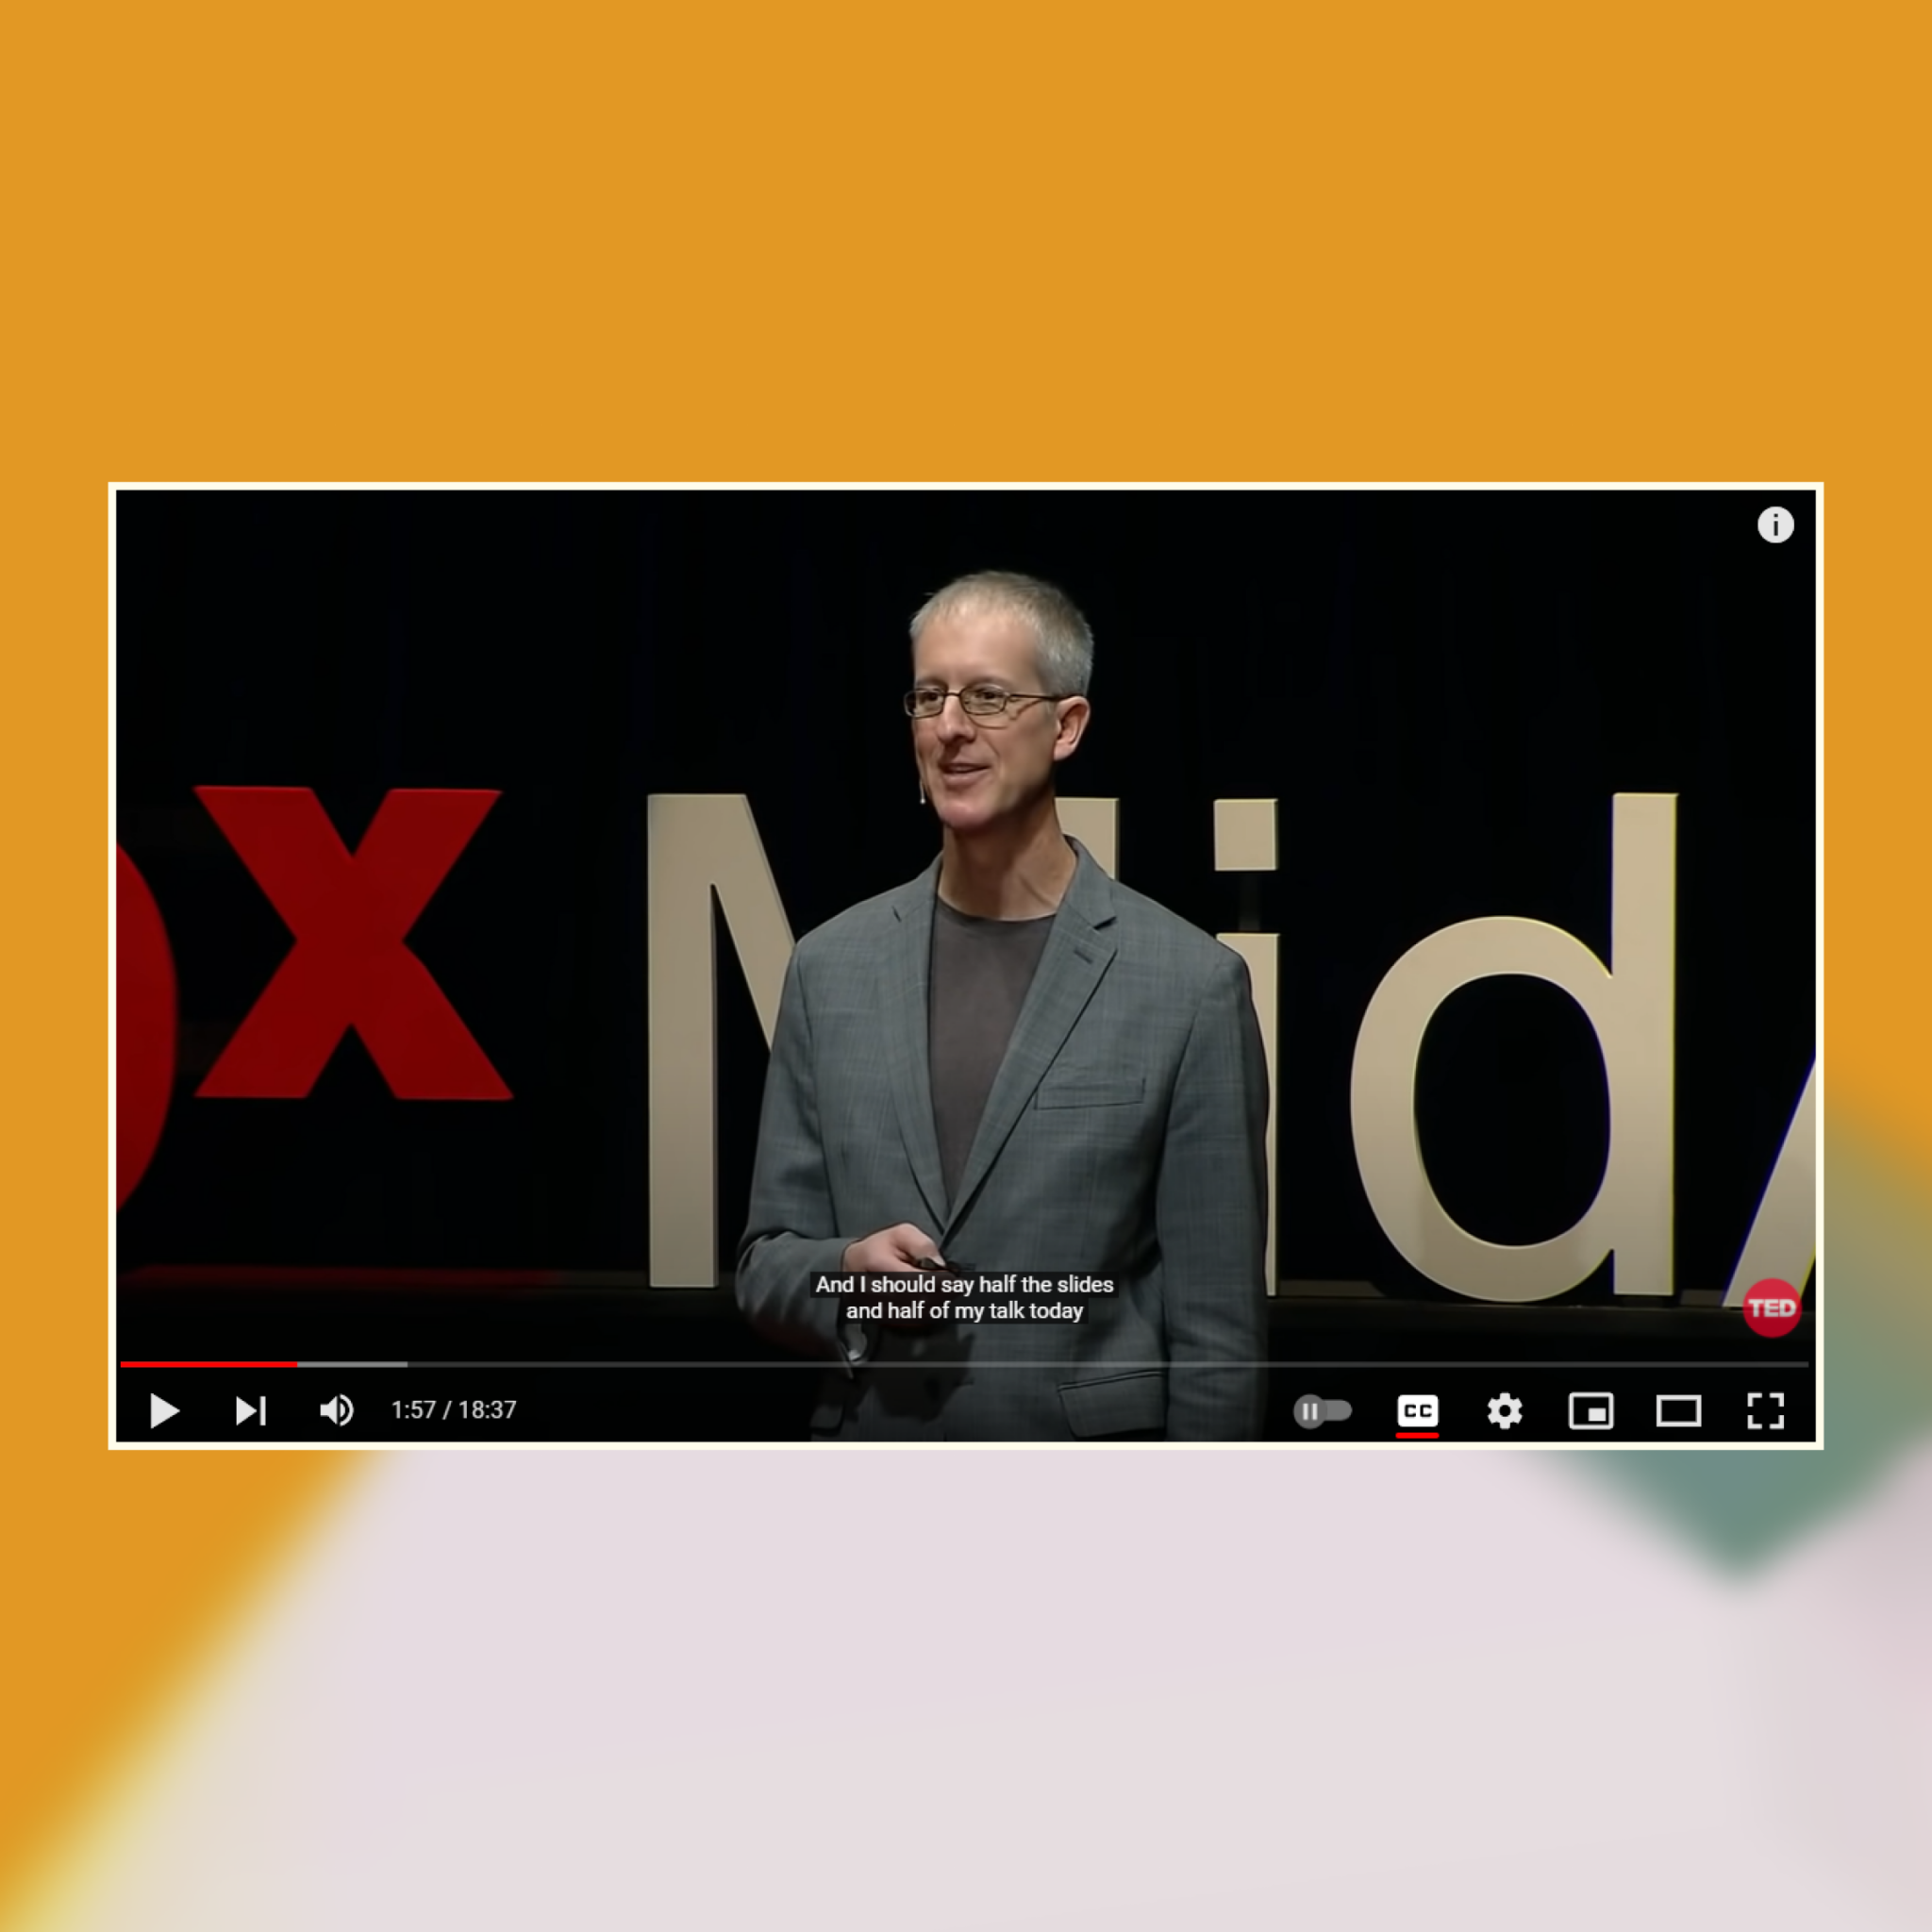 x Mid
And I should say half the slides
and half of my talk today
TED
1:57 / 18:37
CC